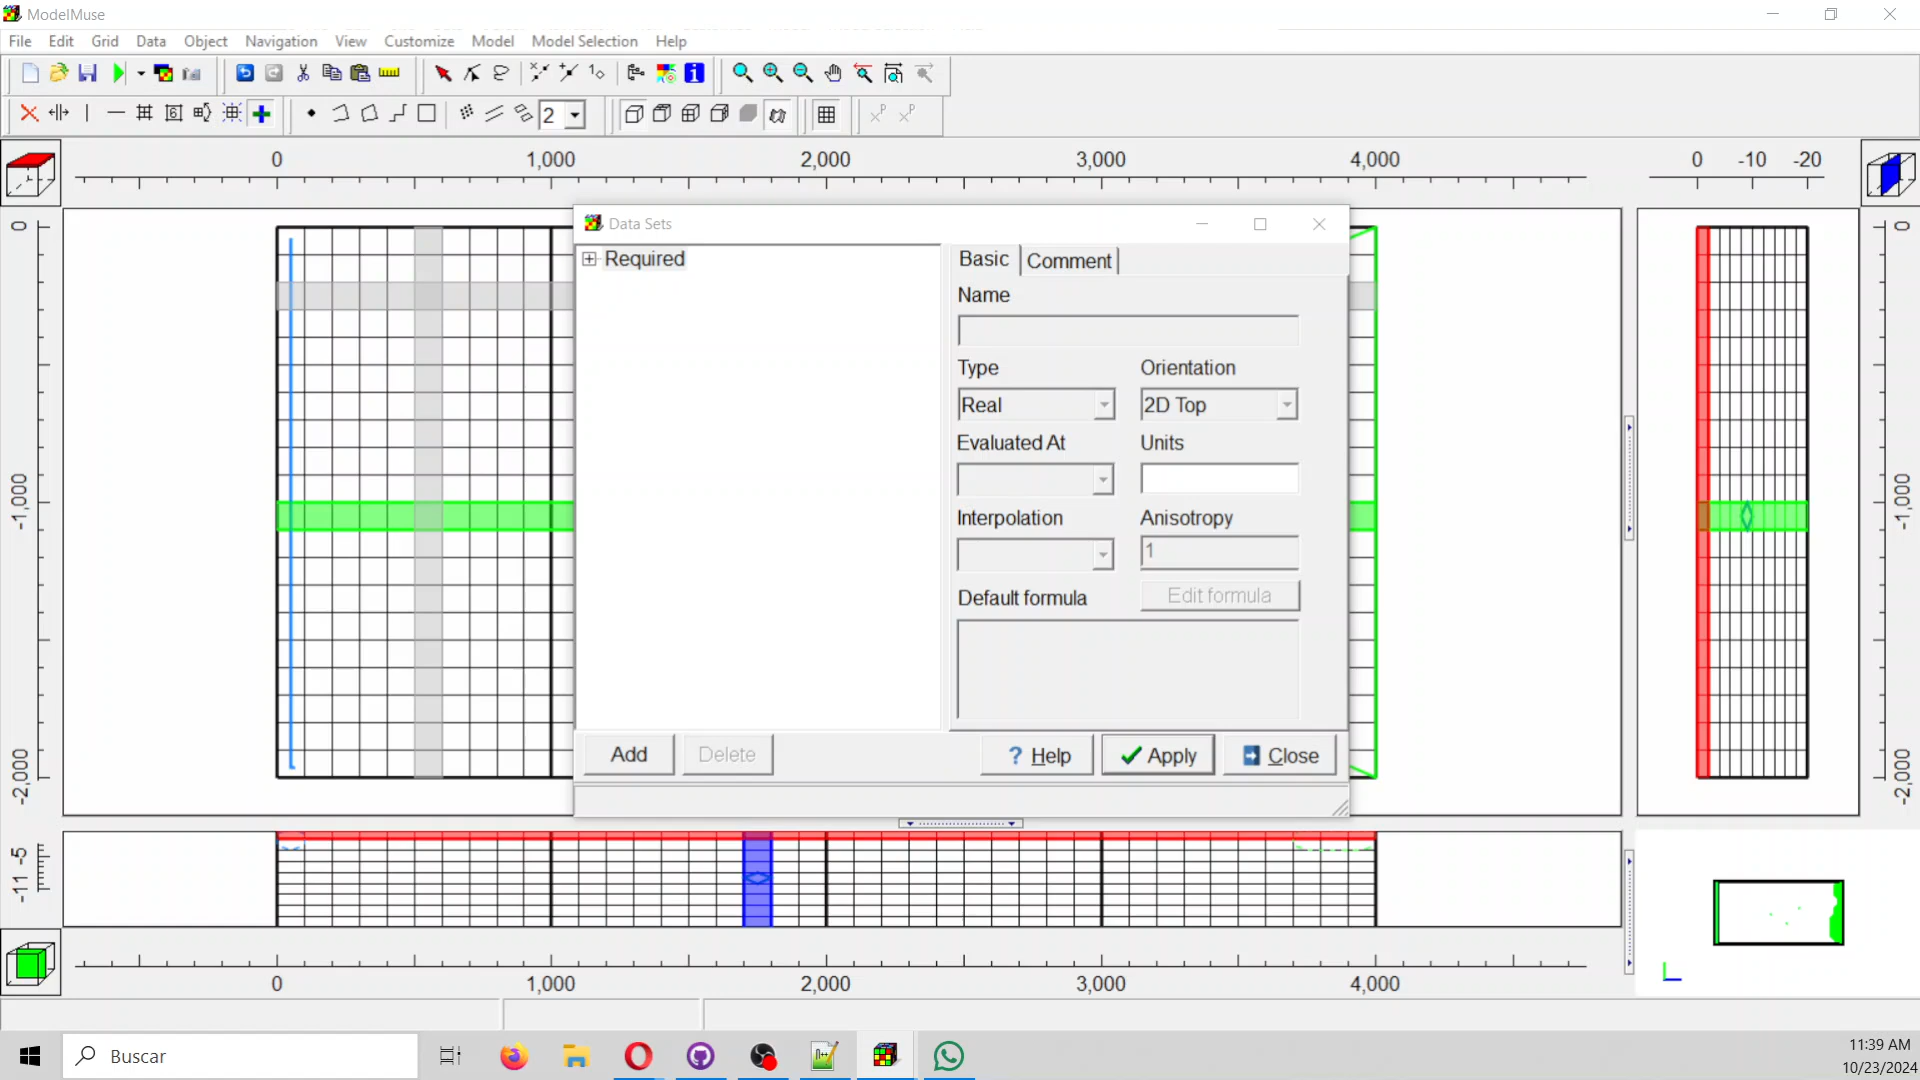 ModelMuse
File Edit Grid Data Object Navigation View Customize Model Model Selection Help
2
0 1,000 2,000 3,000 4,000 0 -10 -20
Data Sets
Required
Basic Comment
Name
Type Orientation
Real 2D Top
Evaluated At Units
Interpolation Anisotropy
1
Default formula Edit formula
Add Delete ? Help Apply Close
0 -1,000 -2,000
0 -1,000 -2,000
-11 -5
0 1,000 2,000 3,000 4,000
Buscar
11:39 AM
10/23/2024